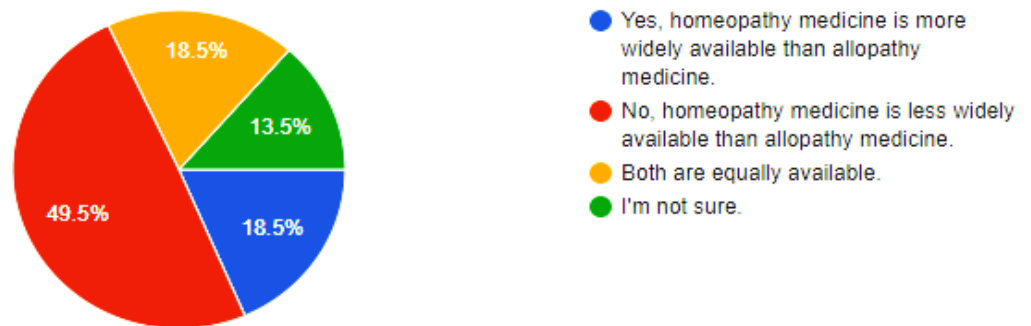 18.5%
13.5%
49.5%
18.5%
Yes, homeopathy medicine is more
widely available than allopathy
medicine.
No, homeopathy medicine is less widely
available than allopathy medicine.
Both are equally available.
I'm not sure.